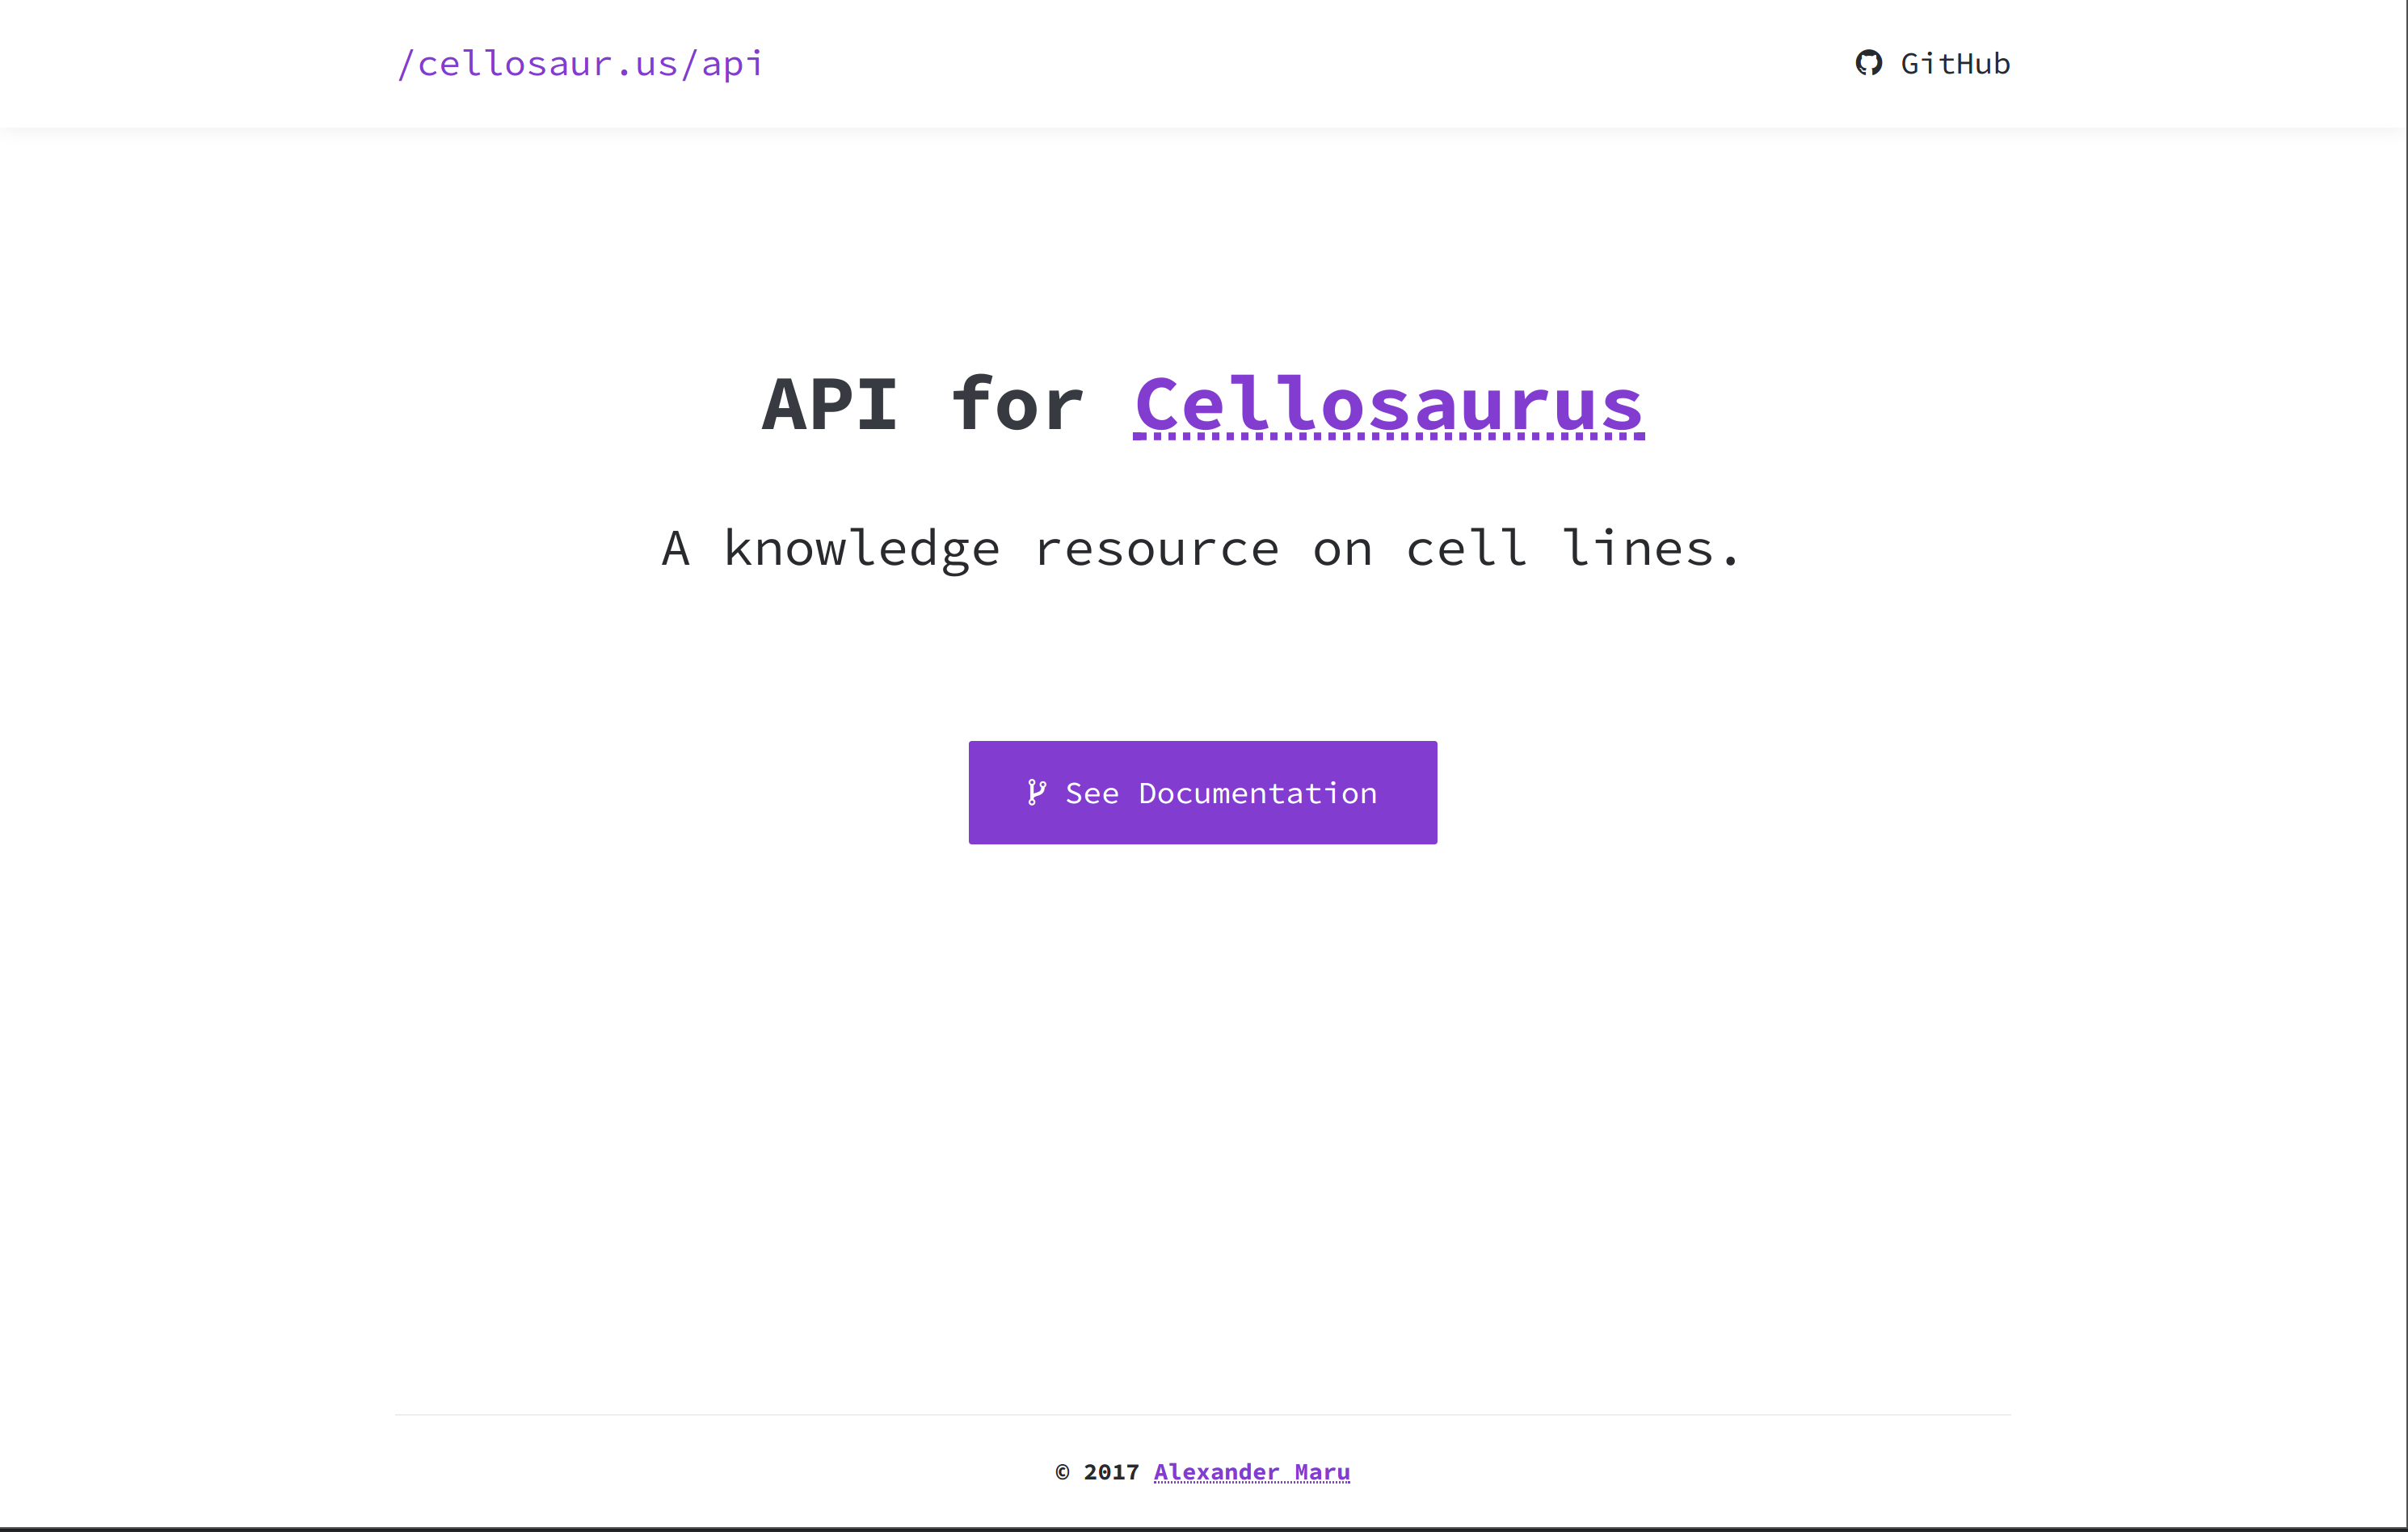 /cellosaur.us/api
GitHub
API for Cellosaurus
A knowledge resource on cell lines.
See Documentation
© 2017 Alexander Maru